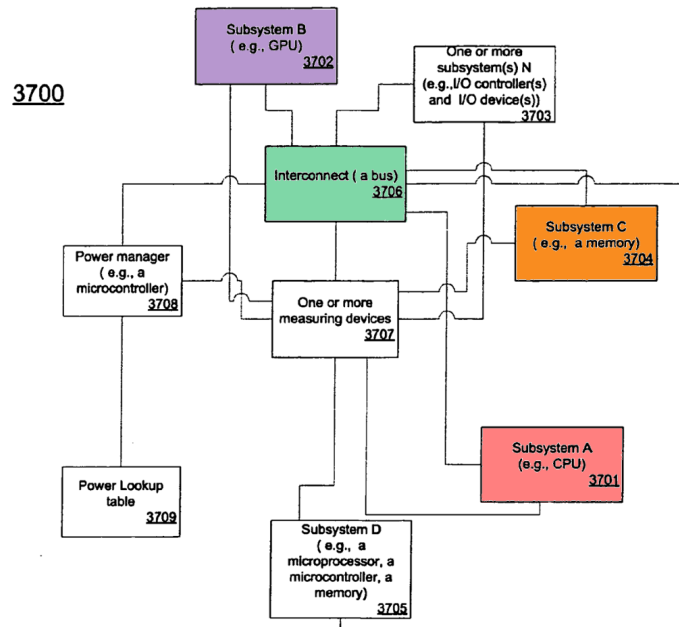 3700
Subsystem B
( e.g., GPU)
3702
One or more
subsystem(s) N
(e.g.,I/O controller(s)
and I/O device(s))
3703
Interconnect ( a bus)
3706
Subsystem C
( e.g., a memory)
3704
Power manager
( e.g., a
microcontroller)
3708
One or more
measuring devices
3707
Subsystem A
(e.g., CPU)
3701
Power Lookup
table
3709
Subsystem D
( e.g., a
microprocessor, a
microcontroller, a
memory)
3705